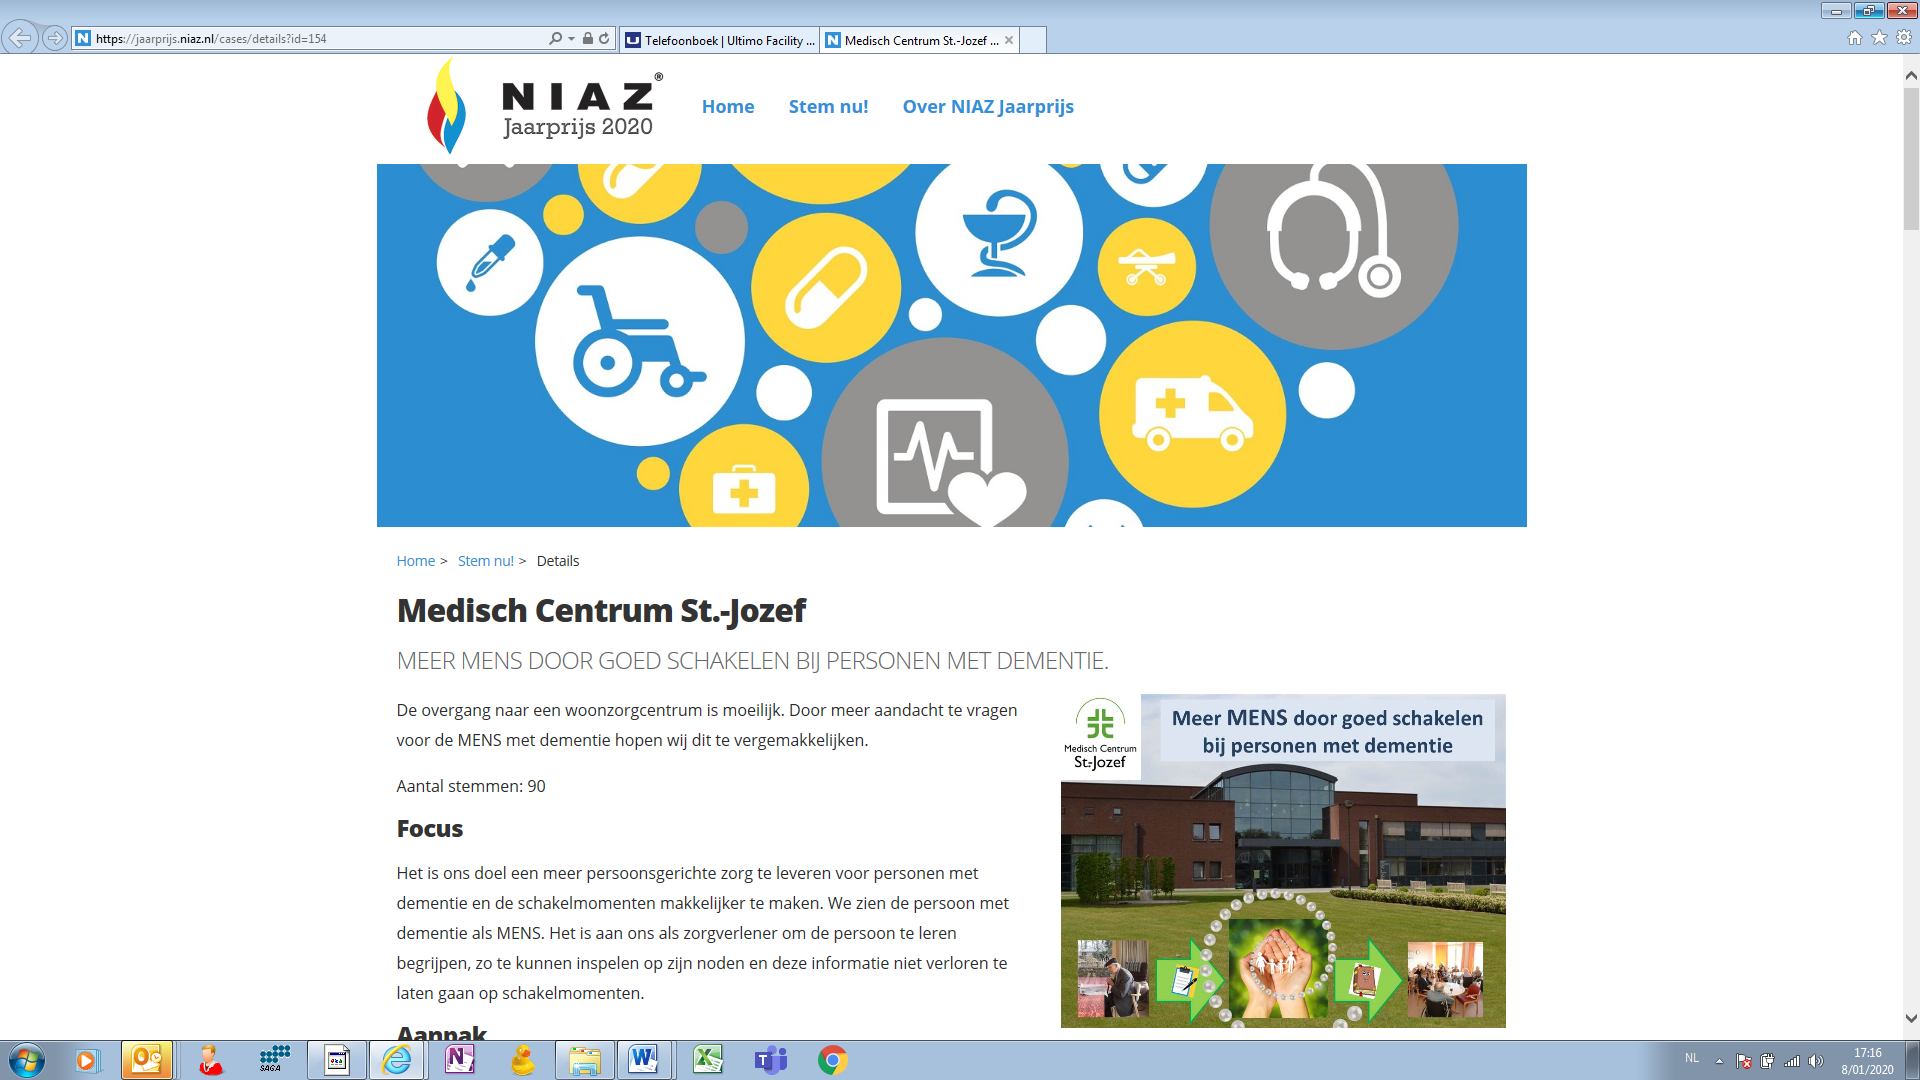 https://jaarprijs.niaz.nl/cases/details?id=154
Telefoonboek | Ultimo Facility ...
Medisch Centrum St.-Jozef ...
NIAZ®
Jaarprijs 2020
Home
Stem nu!
Over NIAZ Jaarprijs
Home > Stem nu! > Details
Medisch Centrum St.-Jozef
MEER MENS DOOR GOED SCHAKELEN BIJ PERSONEN MET DEMENTIE.
De overgang naar een woonzorgcentrum is moeilijk. Door meer aandacht te vragen
voor de MENS met dementie hopen wij dit te vergemakkelijken.
Aantal stemmen: 90
Focus
Het is ons doel een meer persoonsgerichte zorg te leveren voor personen met
dementie en de schakelmomenten makkelijker te maken. We zien de persoon met
dementie als MENS. Het is aan ons als zorgverlener om de persoon te leren
begrijpen, zo te kunnen inspelen op zijn noden en deze informatie niet verloren te
laten gaan op schakelmomenten.
Aanpak
Medisch Centrum
St.-Jozef
Meer MENS door goed schakelen
bij personen met dementie
SAGA
NL
17:16
8/01/2020